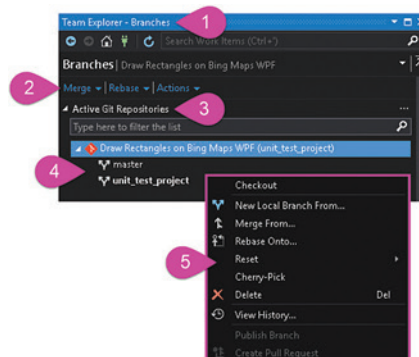 Team Explorer - Branches
1
Search Work Items (Ctrl+')
Branches | Draw Rectangles on Bing Maps WPF
2
Merge Rebase Actions
Active Git Repositories
3
Type here to filter the list
Draw Rectangles on Bing Maps WPF (unit_test_project)
4
master
unit_test_project
Checkout
New Local Branch From...
Merge From...
Rebase Onto...
5
Reset
Cherry-Pick
Delete Del
View History...
Publish Branch
Create Pull Request